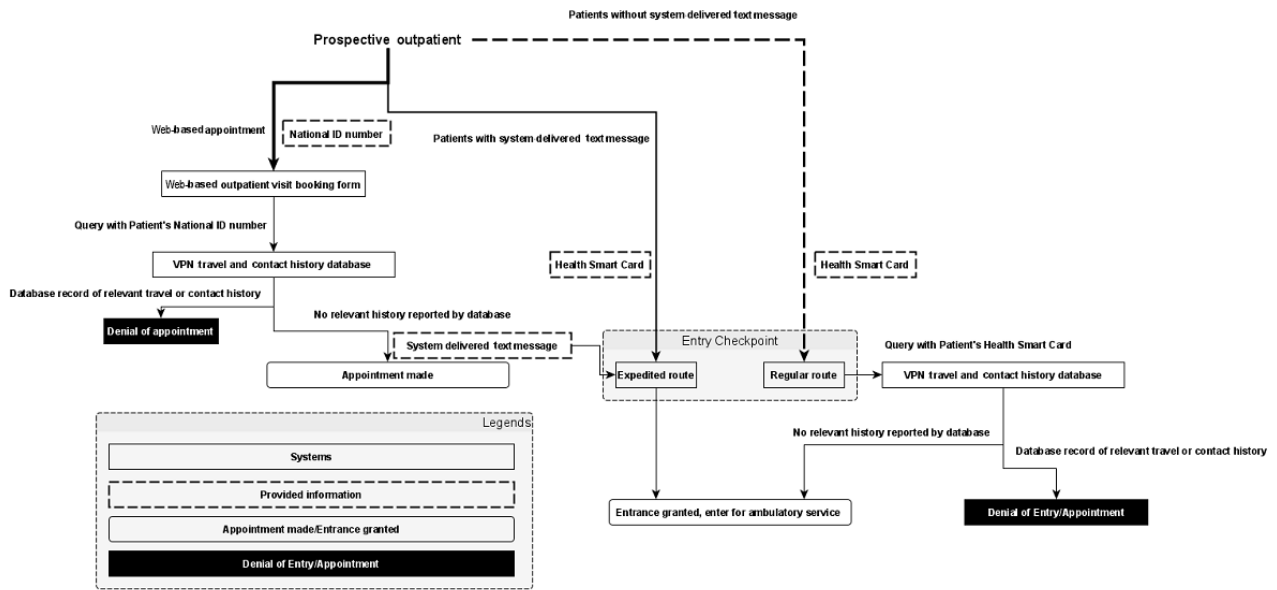 Patients without system-delivered text message
Prospective outpatient
Web-based appointment
National ID number
Patients with system-delivered text message
Web-based outpatient visit booking form
Query with Patient's National ID number
VPN travel and contact history database
Health Smart Card
Health Smart Card
Database record of relevant travel or contact history
Denial of appointment
No relevant history reported by database
System delivered text message
Appointment made
Entry Checkpoint
Expedited route
Regular route
Query with Patient's Health Smart Card
VPN travel and contact history database
No relevant history reported by database
Database record of relevant travel or contact history
Entrance granted, enter for ambulatory service
Denial of Entry/Appointment
Legends
Systems
Provided information
Appointment made/Entrance granted
Denial of Entry/Appointment